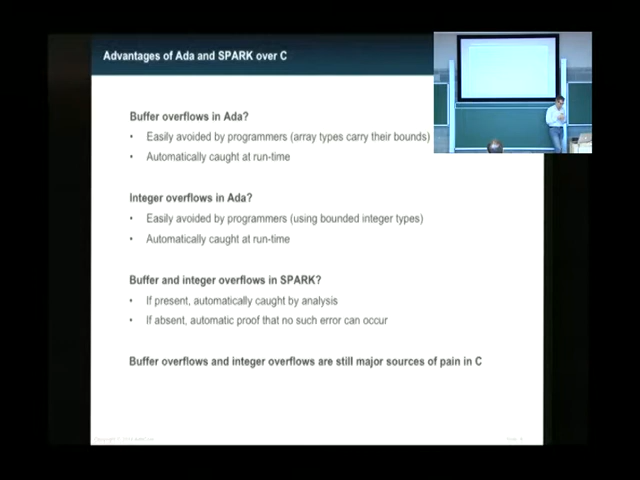 Advantages of Ada and SPARK over C
Buffer overflows in Ada?
• Easily avoided by programmers (array types carry their bounds)
• Automatically caught at run-time
Integer overflows in Ada?
• Easily avoided by programmers (using bounded integer types)
• Automatically caught at run-time
Buffer and integer overflows in SPARK?
• If present, automatically caught by analysis
• If absent, automatic proof that no such error can occur
Buffer overflows and integer overflows are still major sources of pain in C